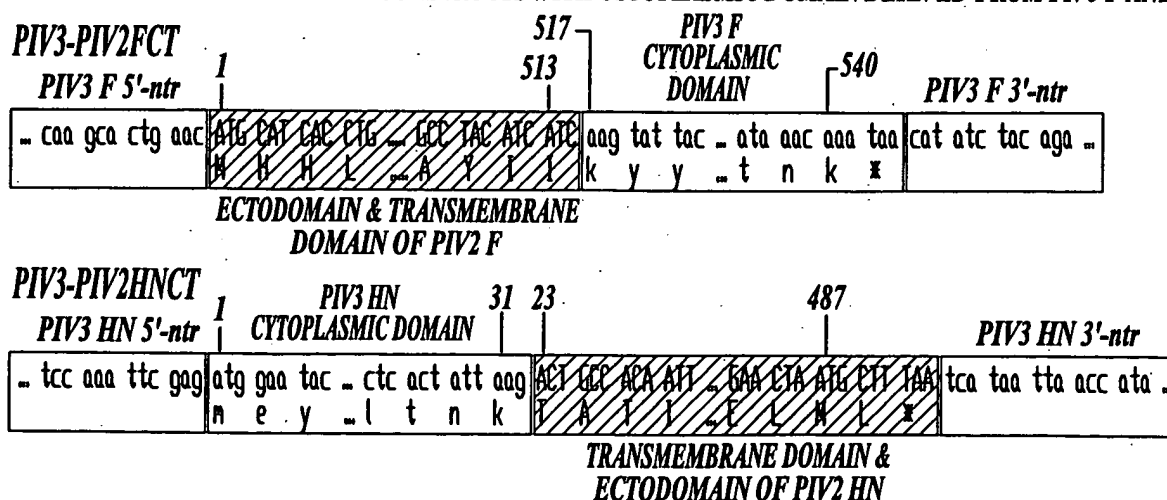 PIV3-PIV2FCT
PIV3 F 5'-ntr
1
513
517
PIV3 F
CYTOPLASMIC
DOMAIN
540
PIV3 F 3'-ntr
... caa gca ctg aac ATG CAT CAC CTG .... GCC TAC ATC ATC aag tat tac ... ata aac aaa taa cat atc tac aga ...
M H H L .... A Y I I k y y ... t n k *
ECTODOMAIN & TRANSMEMBRANE
DOMAIN OF PIV2 F
PIV3-PIV2HNCT
PIV3 HN 5'-ntr
1
PIV3 HN
CYTOPLASMIC DOMAIN
31
23
487
PIV3 HN 3'-ntr
... tcc aaa ttc gag atg gaa tac ... ctc act att aag ACT GCC ACA ATT ... GAA CTA ATG CTT TAA tca taa tta acc ata ...
m e y ... l t n k T A T I ... E L M L *
TRANSMEMBRANE DOMAIN &
ECTODOMAIN OF PIV2 HN